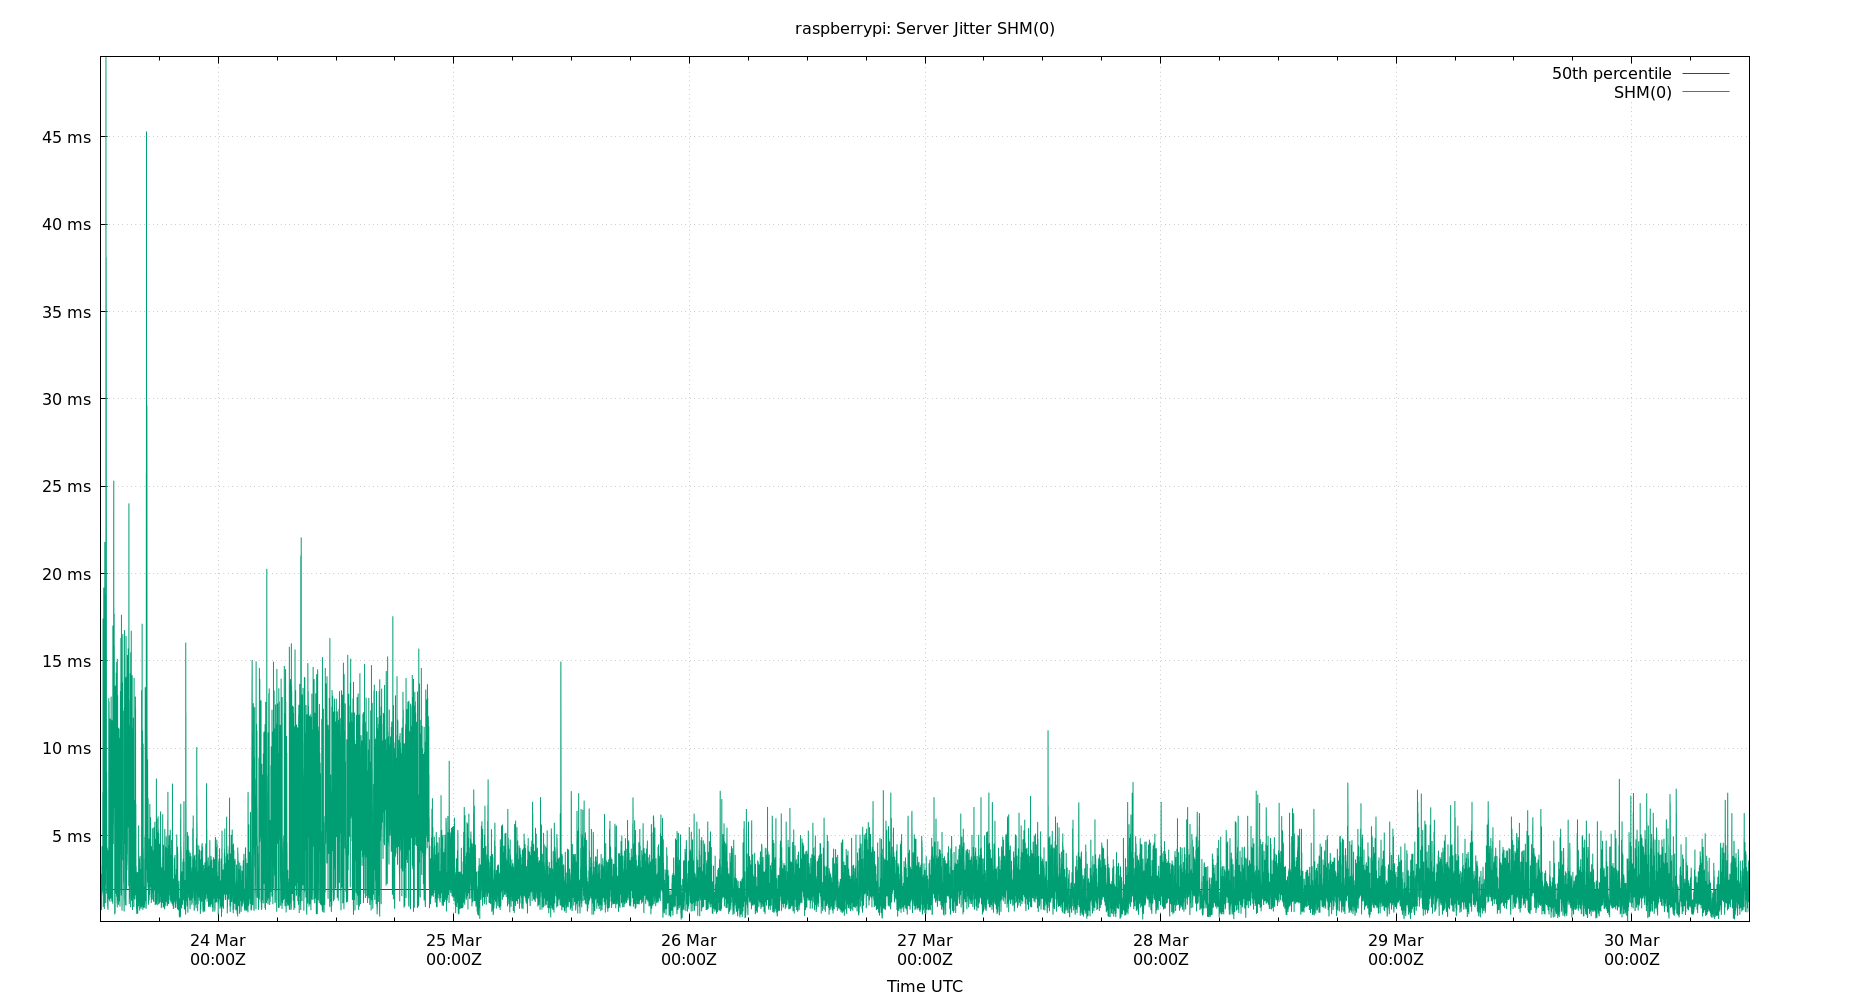 raspberrypi: Server Jitter SHM(0)
50th percentile
SHM(0)
45 ms
40 ms
35 ms
30 ms
25 ms
20 ms
15 ms
10 ms
5 ms
24 Mar 25 Mar 26 Mar 27 Mar 28 Mar 29 Mar 30 Mar
00:00Z 00:00Z 00:00Z 00:00Z 00:00Z 00:00Z 00:00Z
Time UTC